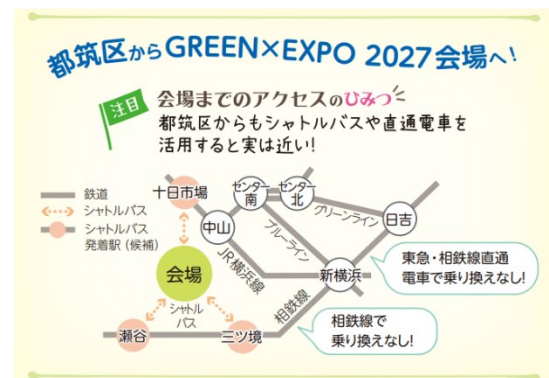 都筑区からGREEN×EXPO 2027会場へ!
注目
会場までのアクセスのひみつ
都筑区からもシャトルバスや直通電車を
活用すると実は近い!
鉄道
シャトルバス
シャトルバス
発着駅(候補)
十日市場
センター
南
センター
北
グリーンライン
日吉
中山
ブルーライン
JR横浜線
会場
新横浜
東急・相鉄線直通
電車で乗り換えなし!
シャトル
バス
相鉄線
相鉄線で
乗り換えなし!
瀬谷
三ツ境